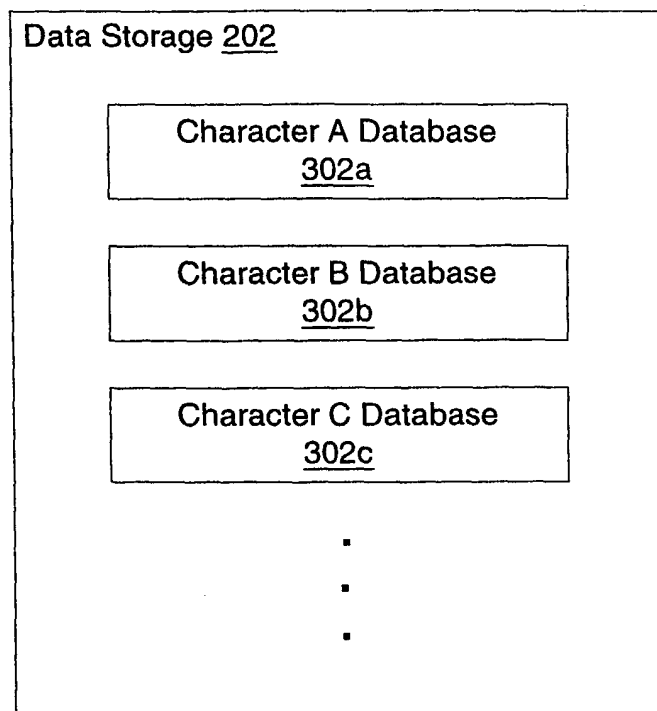 Data Storage 202
Character A Database
302a
Character B Database
302b
Character C Database
302c